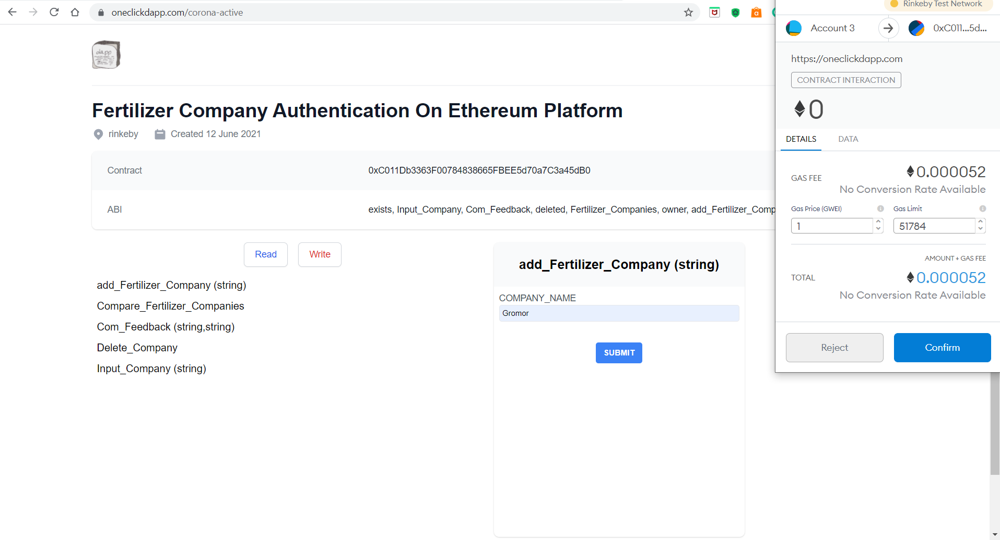 oneclickdapp.com/corona-active
dapp
Fertilizer Company Authentication On Ethereum Platform
rinkeby Created 12 June 2021
Contract 0xC011Db3363F00784838665FBEE5d70a7C3a45dB0
ABI exists, Input_Company, Com_Feedback, deleted, Fertilizer_Companies, owner, add_Fertilizer_Comp
Read Write
add_Fertilizer_Company (string)
Compare_Fertilizer_Companies
Com_Feedback (string,string)
Delete_Company
Input_Company (string)
add_Fertilizer_Company (string)
COMPANY_NAME
Gromor
SUBMIT
Rinkeby Test Network
Account 3 0xC011...5d...
https://oneclickdapp.com
CONTRACT INTERACTION
0
DETAILS DATA
GAS FEE 0.000052
No Conversion Rate Available
Gas Price (GWEI) Gas Limit
1 51784
AMOUNT + GAS FEE
TOTAL 0.000052
No Conversion Rate Available
Reject Confirm